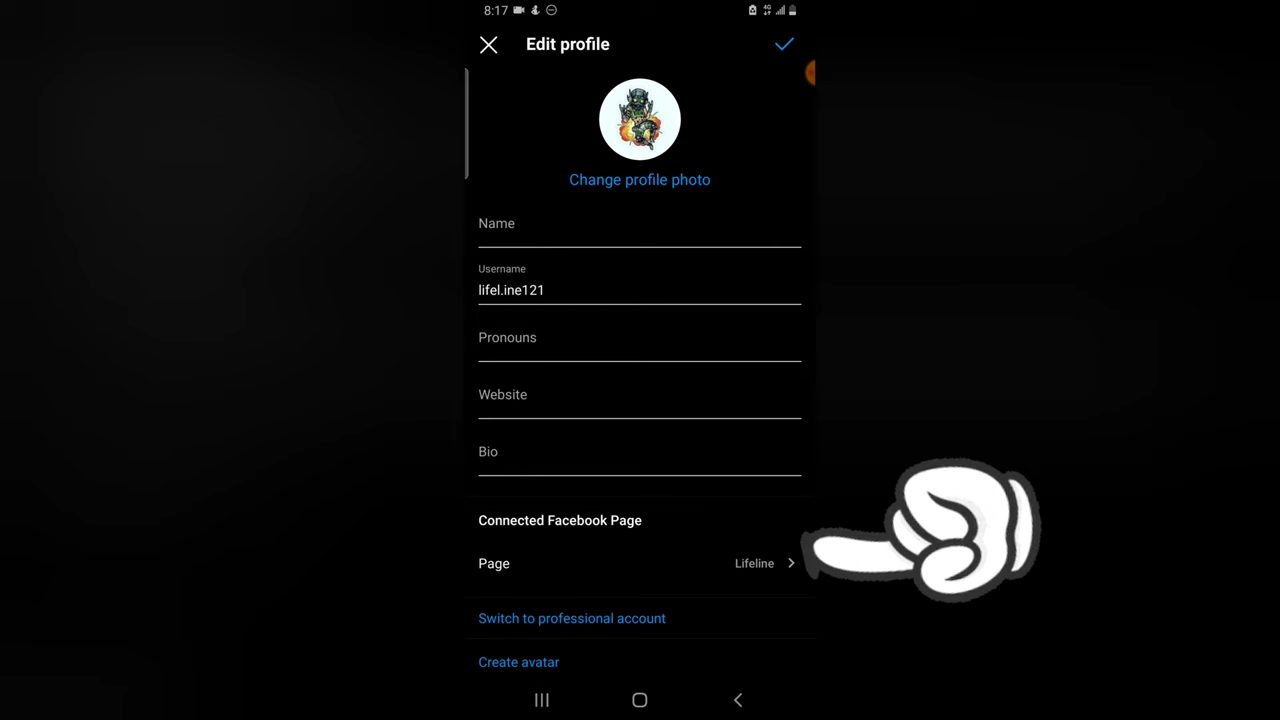 8:17 4G
Edit profile
Change profile photo
Name
Username
lifel.ine121
Pronouns
Website
Bio
Connected Facebook Page
Page Lifeline
Switch to professional account
Create avatar